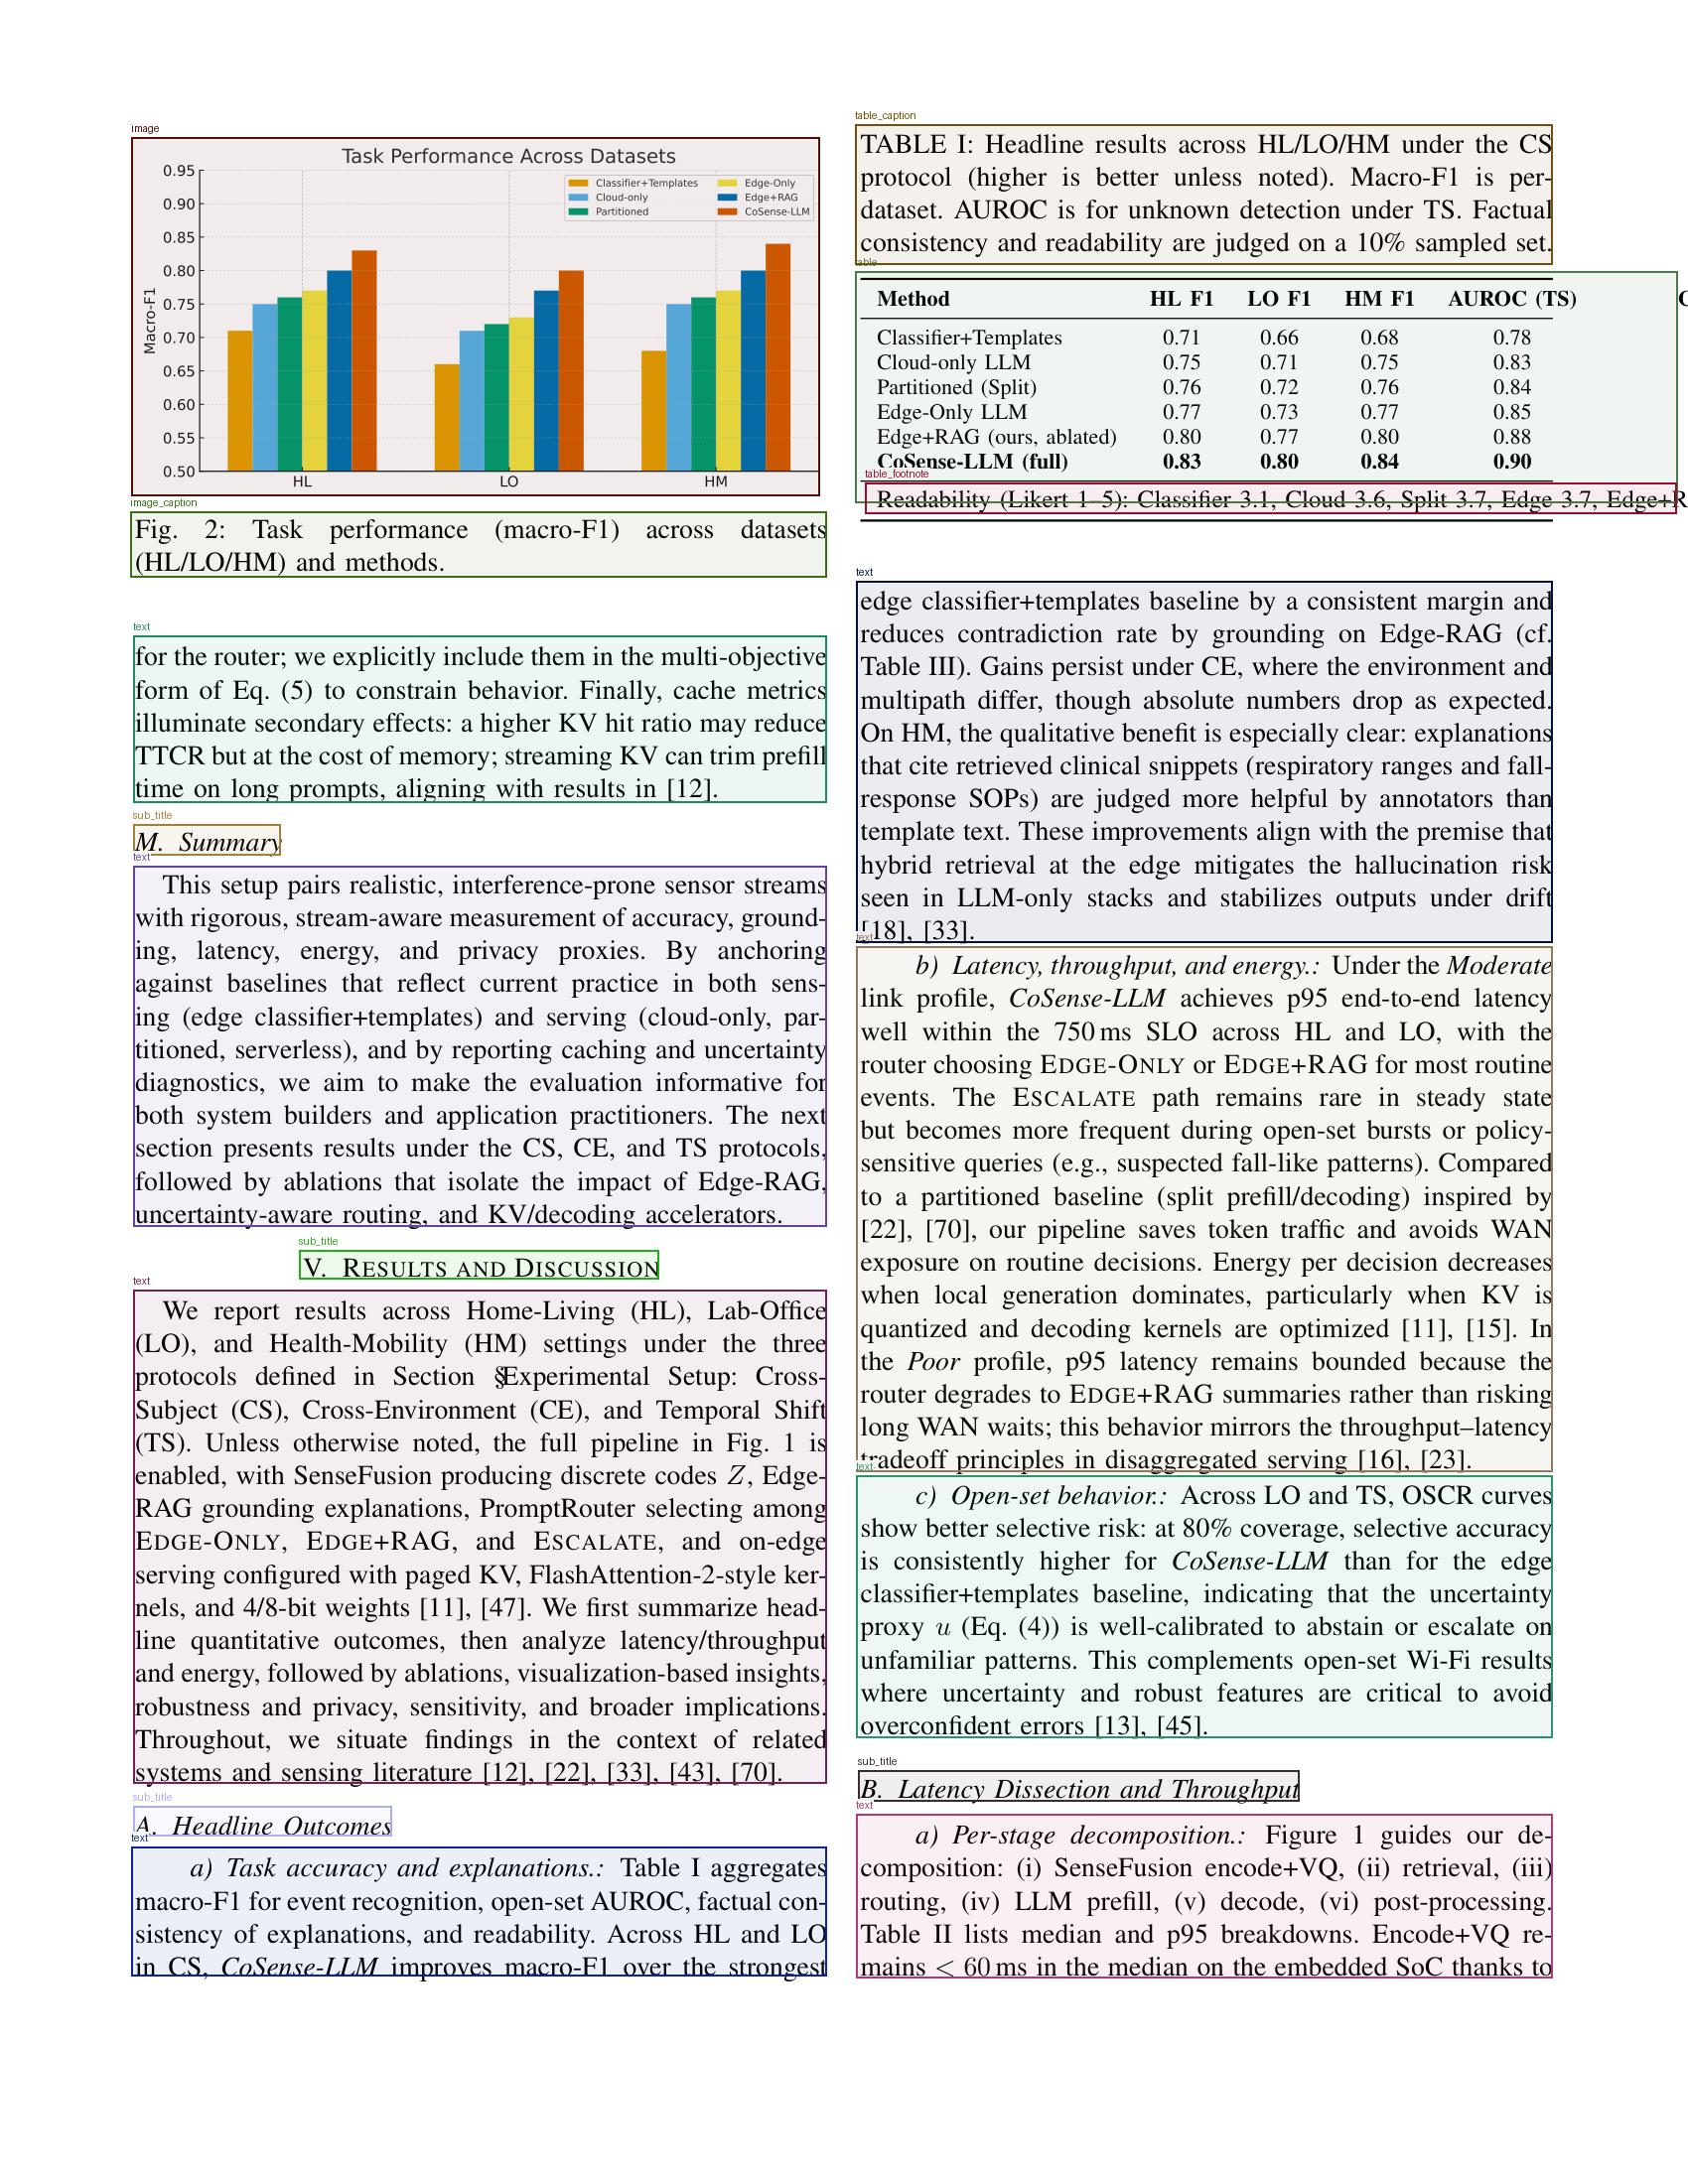 image
Task Performance Across Datasets
Macro-F1
0.95
0.90
0.85
0.80
0.75
0.70
0.65
0.60
0.55
0.50
Classifier+Templates
Cloud-only
Partitioned
Edge-Only
Edge+RAG
CoSense-LLM
HL LO HM
image_caption
Fig. 2: Task performance (macro-F1) across datasets
(HL/LO/HM) and methods.
text
for the router; we explicitly include them in the multi-objective
form of Eq. (5) to constrain behavior. Finally, cache metrics
illuminate secondary effects: a higher KV hit ratio may reduce
TTCR but at the cost of memory; streaming KV can trim prefill
time on long prompts, aligning with results in [12].
sub_title
M. Summary
text
This setup pairs realistic, interference-prone sensor streams
with rigorous, stream-aware measurement of accuracy, ground-
ing, latency, energy, and privacy proxies. By anchoring
against baselines that reflect current practice in both sens-
ing (edge classifier+templates) and serving (cloud-only, par-
titioned, serverless), and by reporting caching and uncertainty
diagnostics, we aim to make the evaluation informative for
both system builders and application practitioners. The next
section presents results under the CS, CE, and TS protocols,
followed by ablations that isolate the impact of Edge-RAG,
uncertainty-aware routing, and KV/decoding accelerators.
sub_title
V. RESULTS AND DISCUSSION
text
We report results across Home-Living (HL), Lab-Office
(LO), and Health-Mobility (HM) settings under the three
protocols defined in Section §Experimental Setup: Cross-
Subject (CS), Cross-Environment (CE), and Temporal Shift
(TS). Unless otherwise noted, the full pipeline in Fig. 1 is
enabled, with SenseFusion producing discrete codes Z, Edge-
RAG grounding explanations, PromptRouter selecting among
EDGE-ONLY, EDGE+RAG, and ESCALATE, and on-edge
serving configured with paged KV, FlashAttention-2-style ker-
nels, and 4/8-bit weights [11], [47]. We first summarize head-
line quantitative outcomes, then analyze latency/throughput
and energy, followed by ablations, visualization-based insights,
robustness and privacy, sensitivity, and broader implications.
Throughout, we situate findings in the context of related
systems and sensing literature [12], [22], [33], [43], [70].
sub_title
A. Headline Outcomes
text
a) Task accuracy and explanations.: Table I aggregates
macro-F1 for event recognition, open-set AUROC, factual con-
sistency of explanations, and readability. Across HL and LO
in CS, CoSense-LLM improves macro-F1 over the strongest
table_caption
TABLE I: Headline results across HL/LO/HM under the CS
protocol (higher is better unless noted). Macro-F1 is per-
dataset. AUROC is for unknown detection under TS. Factual
consistency and readability are judged on a 10% sampled set.
table
Method HL F1 LO F1 HM F1 AUROC (TS)
Classifier+Templates 0.71 0.66 0.68 0.78
Cloud-only LLM 0.75 0.71 0.75 0.83
Partitioned (Split) 0.76 0.72 0.76 0.84
Edge-Only LLM 0.77 0.73 0.77 0.85
Edge+RAG (ours, ablated) 0.80 0.77 0.80 0.88
CoSense-LLM (full) 0.83 0.80 0.84 0.90
table_footnote
Readability (Likert 1–5): Classifier 3.1, Cloud 3.6, Split 3.7, Edge 3.7, Edge+R
text
edge classifier+templates baseline by a consistent margin and
reduces contradiction rate by grounding on Edge-RAG (cf.
Table III). Gains persist under CE, where the environment and
multipath differ, though absolute numbers drop as expected.
On HM, the qualitative benefit is especially clear: explanations
that cite retrieved clinical snippets (respiratory ranges and fall-
response SOPs) are judged more helpful by annotators than
template text. These improvements align with the premise that
hybrid retrieval at the edge mitigates the hallucination risk
seen in LLM-only stacks and stabilizes outputs under drift
[18], [33].
text
b) Latency, throughput, and energy.: Under the Moderate
link profile, CoSense-LLM achieves p95 end-to-end latency
well within the 750 ms SLO across HL and LO, with the
router choosing EDGE-ONLY or EDGE+RAG for most routine
events. The ESCALATE path remains rare in steady state
but becomes more frequent during open-set bursts or policy-
sensitive queries (e.g., suspected fall-like patterns). Compared
to a partitioned baseline (split prefill/decoding) inspired by
[22], [70], our pipeline saves token traffic and avoids WAN
exposure on routine decisions. Energy per decision decreases
when local generation dominates, particularly when KV is
quantized and decoding kernels are optimized [11], [15]. In
the Poor profile, p95 latency remains bounded because the
router degrades to EDGE+RAG summaries rather than risking
long WAN waits; this behavior mirrors the throughput–latency
tradeoff principles in disaggregated serving [16], [23].
text
c) Open-set behavior.: Across LO and TS, OSCR curves
show better selective risk: at 80% coverage, selective accuracy
is consistently higher for CoSense-LLM than for the edge
classifier+templates baseline, indicating that the uncertainty
proxy u (Eq. (4)) is well-calibrated to abstain or escalate on
unfamiliar patterns. This complements open-set Wi-Fi results
where uncertainty and robust features are critical to avoid
overconfident errors [13], [45].
sub_title
B. Latency Dissection and Throughput
text
a) Per-stage decomposition.: Figure 1 guides our de-
composition: (i) SenseFusion encode+VQ, (ii) retrieval, (iii)
routing, (iv) LLM prefill, (v) decode, (vi) post-processing.
Table II lists median and p95 breakdowns. Encode+VQ re-
mains < 60 ms in the median on the embedded SoC thanks to